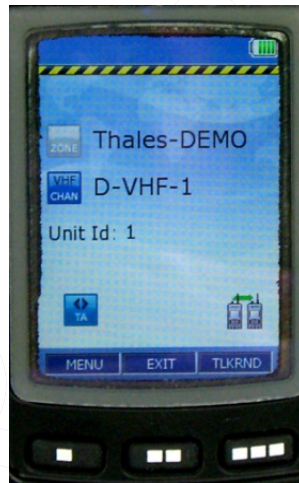 ZONE Thales-DEMO
VHF CHAN D-VHF-1
Unit Id: 1
TA
MENU EXIT TLKRND